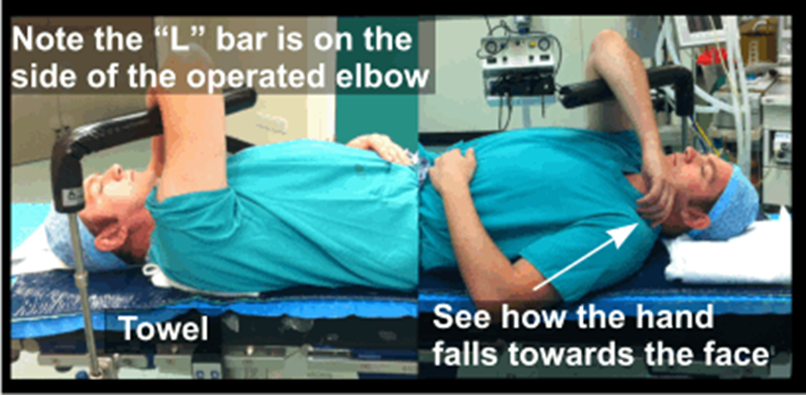 Note the “L” bar is on the
side of the operated elbow
Towel
See how the hand
falls towards the face